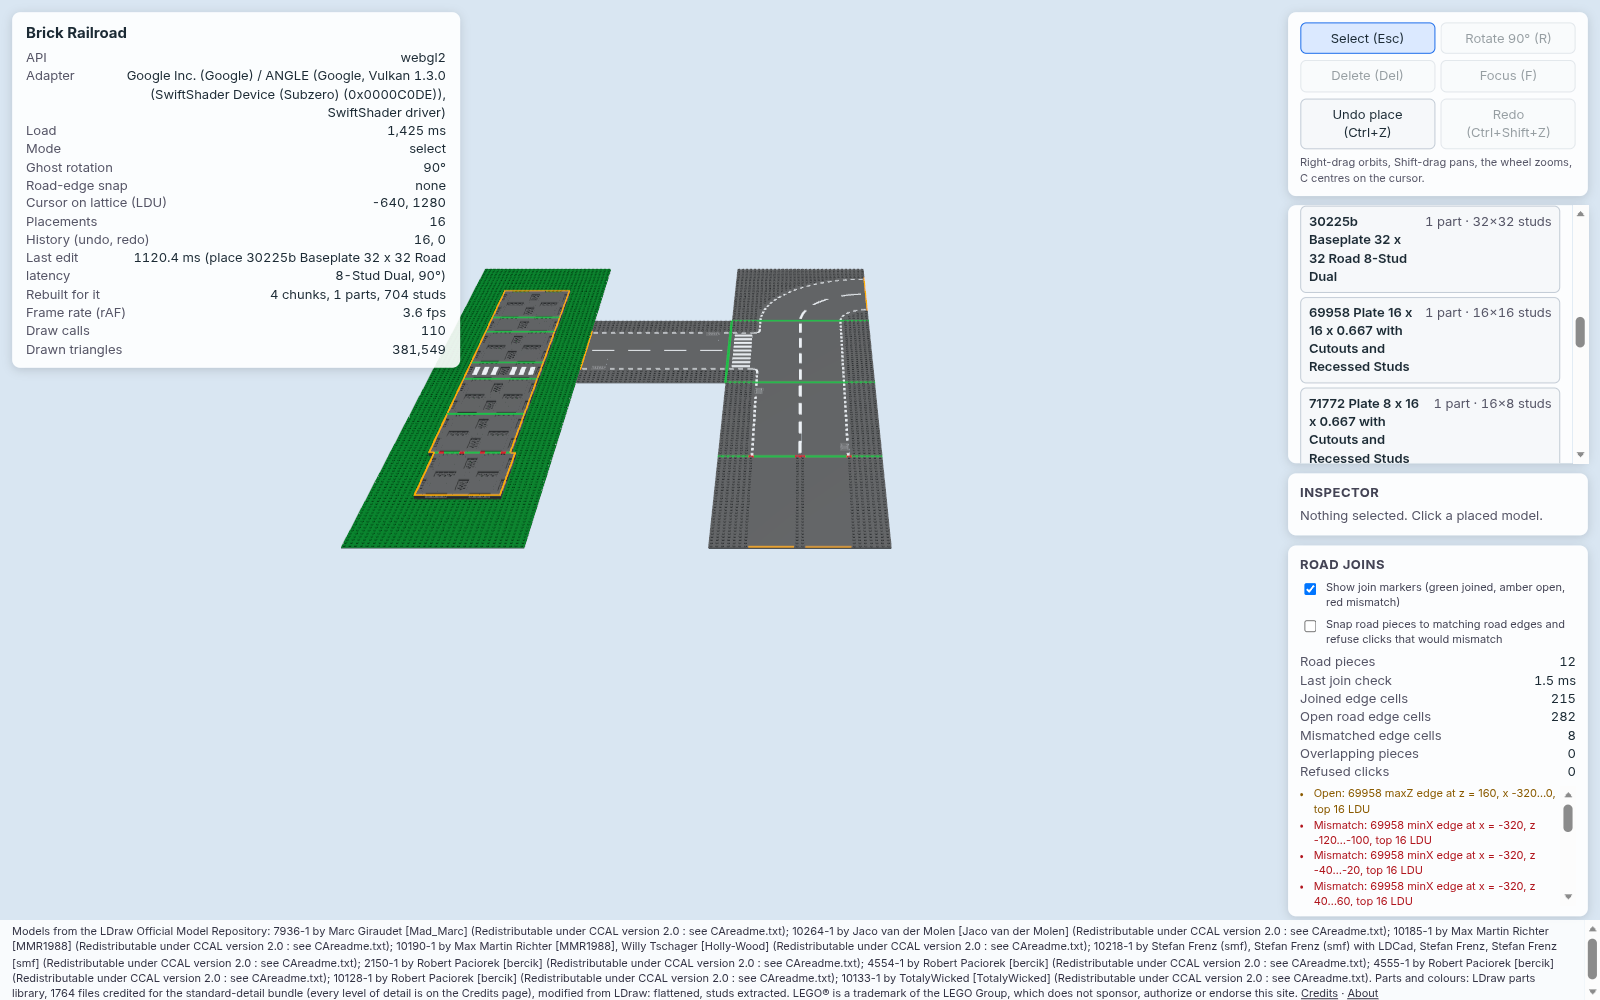 Brick Railroad
API webgl2
Adapter Google Inc. (Google) / ANGLE (Google, Vulkan 1.3.0
(SwiftShader Device (Subzero) (0x0000C0DE)),
SwiftShader driver)
Load 1,425 ms
Mode select
Ghost rotation 90°
Road-edge snap none
Cursor on lattice (LDU) -640, 1280
Placements 16
History (undo, redo) 16, 0
Last edit 1120.4 ms (place 30225b Baseplate 32 x 32 Road
latency 8-Stud Dual, 90°)
Rebuilt for it 4 chunks, 1 parts, 704 studs
Frame rate (rAF) 3.6 fps
Draw calls 110
Drawn triangles 381,549
Select (Esc) Rotate 90° (R)
Delete (Del) Focus (F)
Undo place Redo
(Ctrl+Z) (Ctrl+Shift+Z)
Right-drag orbits, Shift-drag pans, the wheel zooms,
C centres on the cursor.
30225b 1 part · 32×32 studs
Baseplate 32 x
32 Road 8-Stud
Dual
69958 Plate 16 x 1 part · 16×16 studs
16 x 0.667 with
Cutouts and
Recessed Studs
71772 Plate 8 x 16 1 part · 16×8 studs
x 0.667 with
Cutouts and
Recessed Studs
INSPECTOR
Nothing selected. Click a placed model.
ROAD JOINS
Show join markers (green joined, amber open,
red mismatch)
Snap road pieces to matching road edges and
refuse clicks that would mismatch
Road pieces 12
Last join check 1.5 ms
Joined edge cells 215
Open road edge cells 282
Mismatched edge cells 8
Overlapping pieces 0
Refused clicks 0
• Open: 69958 maxZ edge at z = 160, x -320…0,
top 16 LDU
• Mismatch: 69958 minX edge at x = -320, z
-120…-100, top 16 LDU
• Mismatch: 69958 minX edge at x = -320, z
-40…-20, top 16 LDU
• Mismatch: 69958 minX edge at x = -320, z
40…60, top 16 LDU
Models from the LDraw Official Model Repository: 7936-1 by Marc Giraudet [Mad_Marc] (Redistributable under CCAL version 2.0 : see CAreadme.txt); 10264-1 by Jaco van der Molen [Jaco van der Molen] (Redistributable under CCAL version 2.0 : see CAreadme.txt); 10185-1 by Max Martin Richter
[MMR1988] (Redistributable under CCAL version 2.0 : see CAreadme.txt); 10190-1 by Max Martin Richter [MMR1988], Willy Tschager [Holly-Wood] (Redistributable under CCAL version 2.0 : see CAreadme.txt); 10218-1 by Stefan Frenz (smf), Stefan Frenz (smf) with LDCad, Stefan Frenz, Stefan Frenz
[smf] (Redistributable under CCAL version 2.0 : see CAreadme.txt); 2150-1 by Robert Paciorek [bercik] (Redistributable under CCAL version 2.0 : see CAreadme.txt); 4554-1 by Robert Paciorek [bercik] (Redistributable under CCAL version 2.0 : see CAreadme.txt); 4555-1 by Robert Paciorek [bercik]
(Redistributable under CCAL version 2.0 : see CAreadme.txt); 10128-1 by Robert Paciorek [bercik] (Redistributable under CCAL version 2.0 : see CAreadme.txt); 10133-1 by TotalyWicked [TotalyWicked] (Redistributable under CCAL version 2.0 : see CAreadme.txt). Parts and colours: LDraw parts
library, 1764 files credited for the standard-detail bundle (every level of detail is on the Credits page), modified from LDraw: flattened, studs extracted. LEGO® is a trademark of the LEGO Group, which does not sponsor, authorize or endorse this site. Credits · About